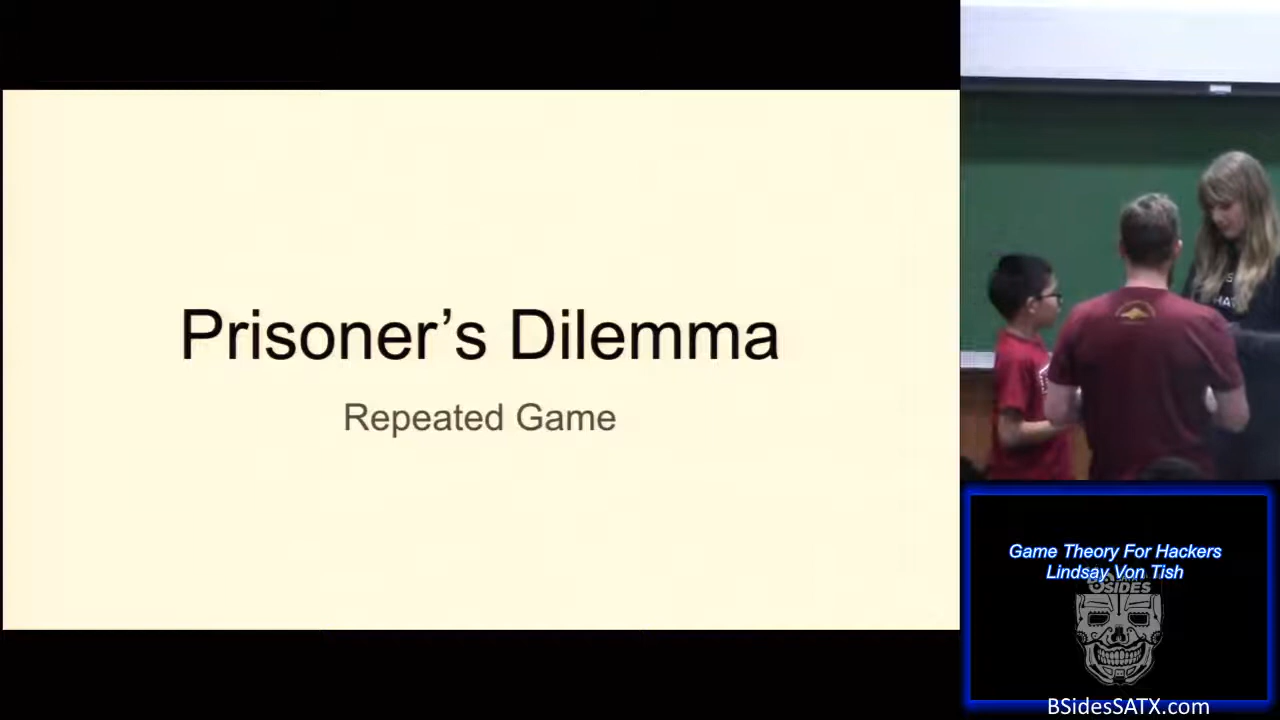 Prisoner’s Dilemma
Repeated Game
Game Theory For Hackers
Lindsay Von Tish
BSIDES
BSidesSATX.com